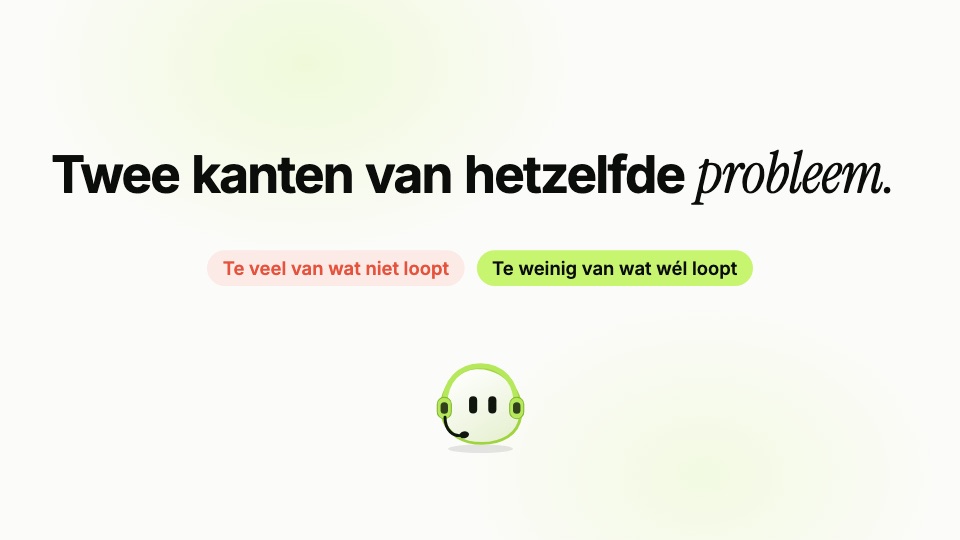 Twee kanten van hetzelfde probleem.
Te veel van wat niet loopt
Te weinig van wat wél loopt